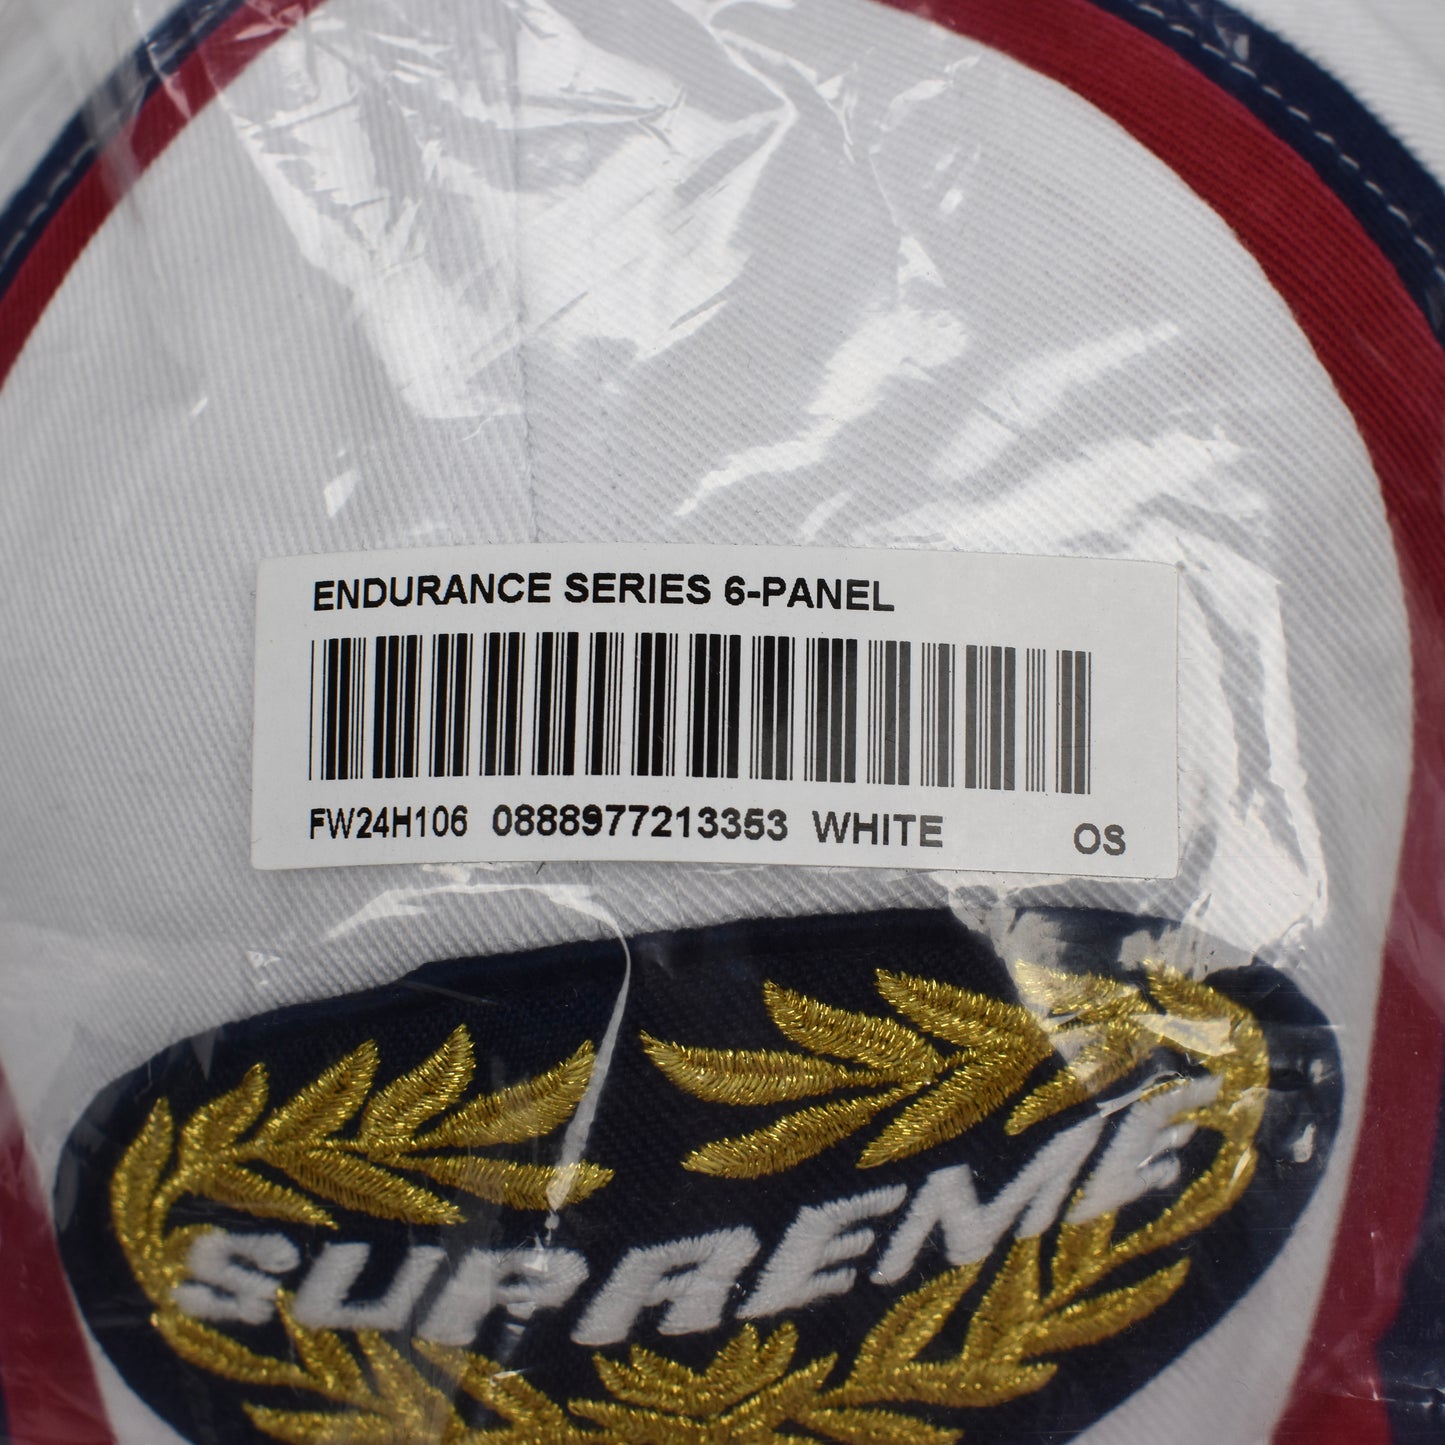 ENDURANCE SERIES 6-PANEL
FW24H106 0888977213353 WHITE OS
SUPREME